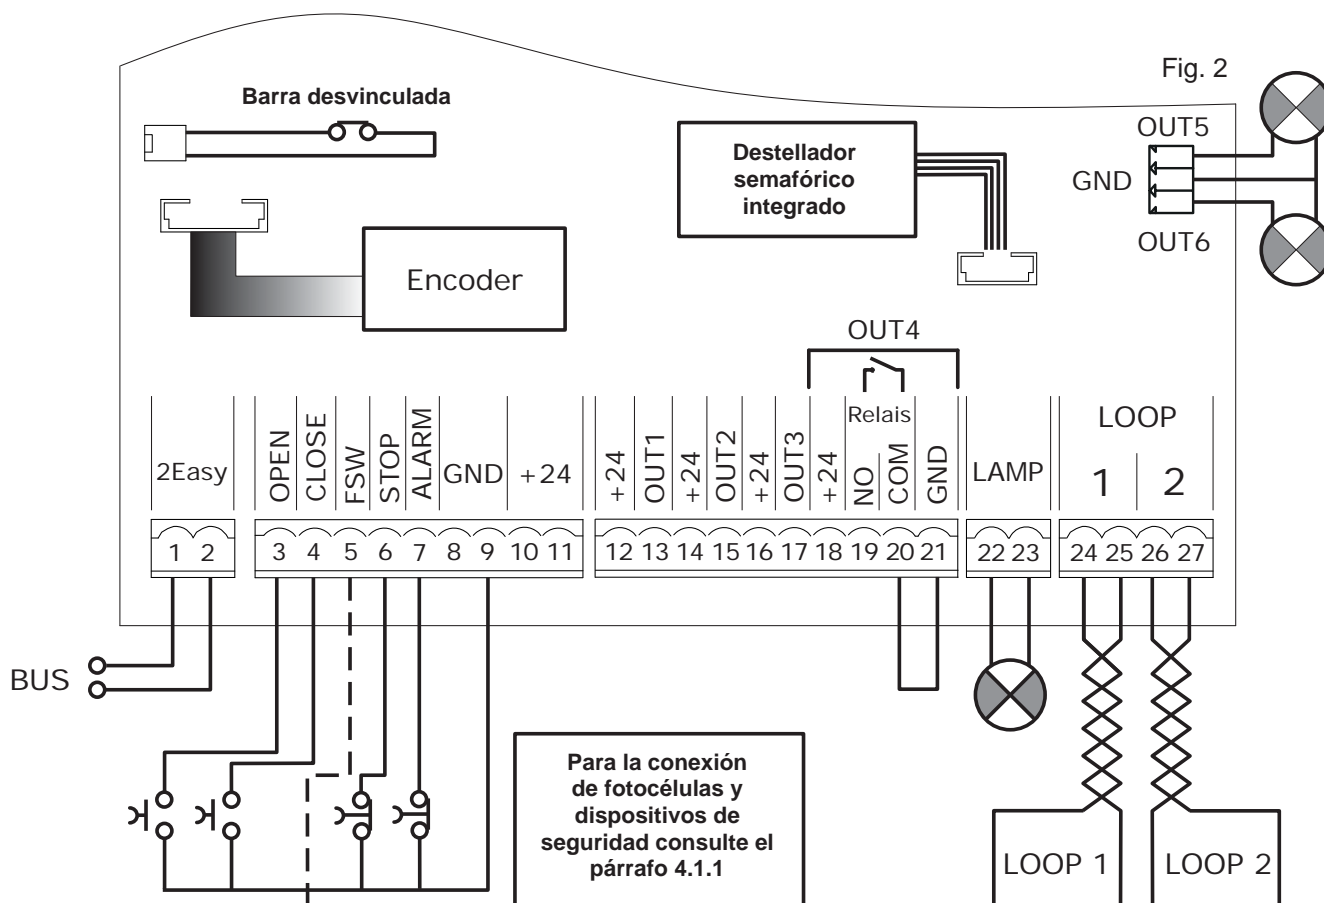 Fig. 2
Barra desvinculada
Destellador
semafórico
integrado
OUT5
GND
OUT6
Encoder
OUT4
2Easy
OPEN
CLOSE
FSW
STOP
ALARM
GND
+24
+24
OUT1
+24
OUT2
+24
OUT3
+24
Relais
NO
COM
GND
LAMP
LOOP
1 2
1 2 3 4 5 6 7 8 9 10 11 12 13 14 15 16 17 18 19 20 21 22 23 24 25 26 27
BUS
Para la conexión
de fotocélulas y
dispositivos de
seguridad consulte el
párrafo 4.1.1
LOOP 1
LOOP 2